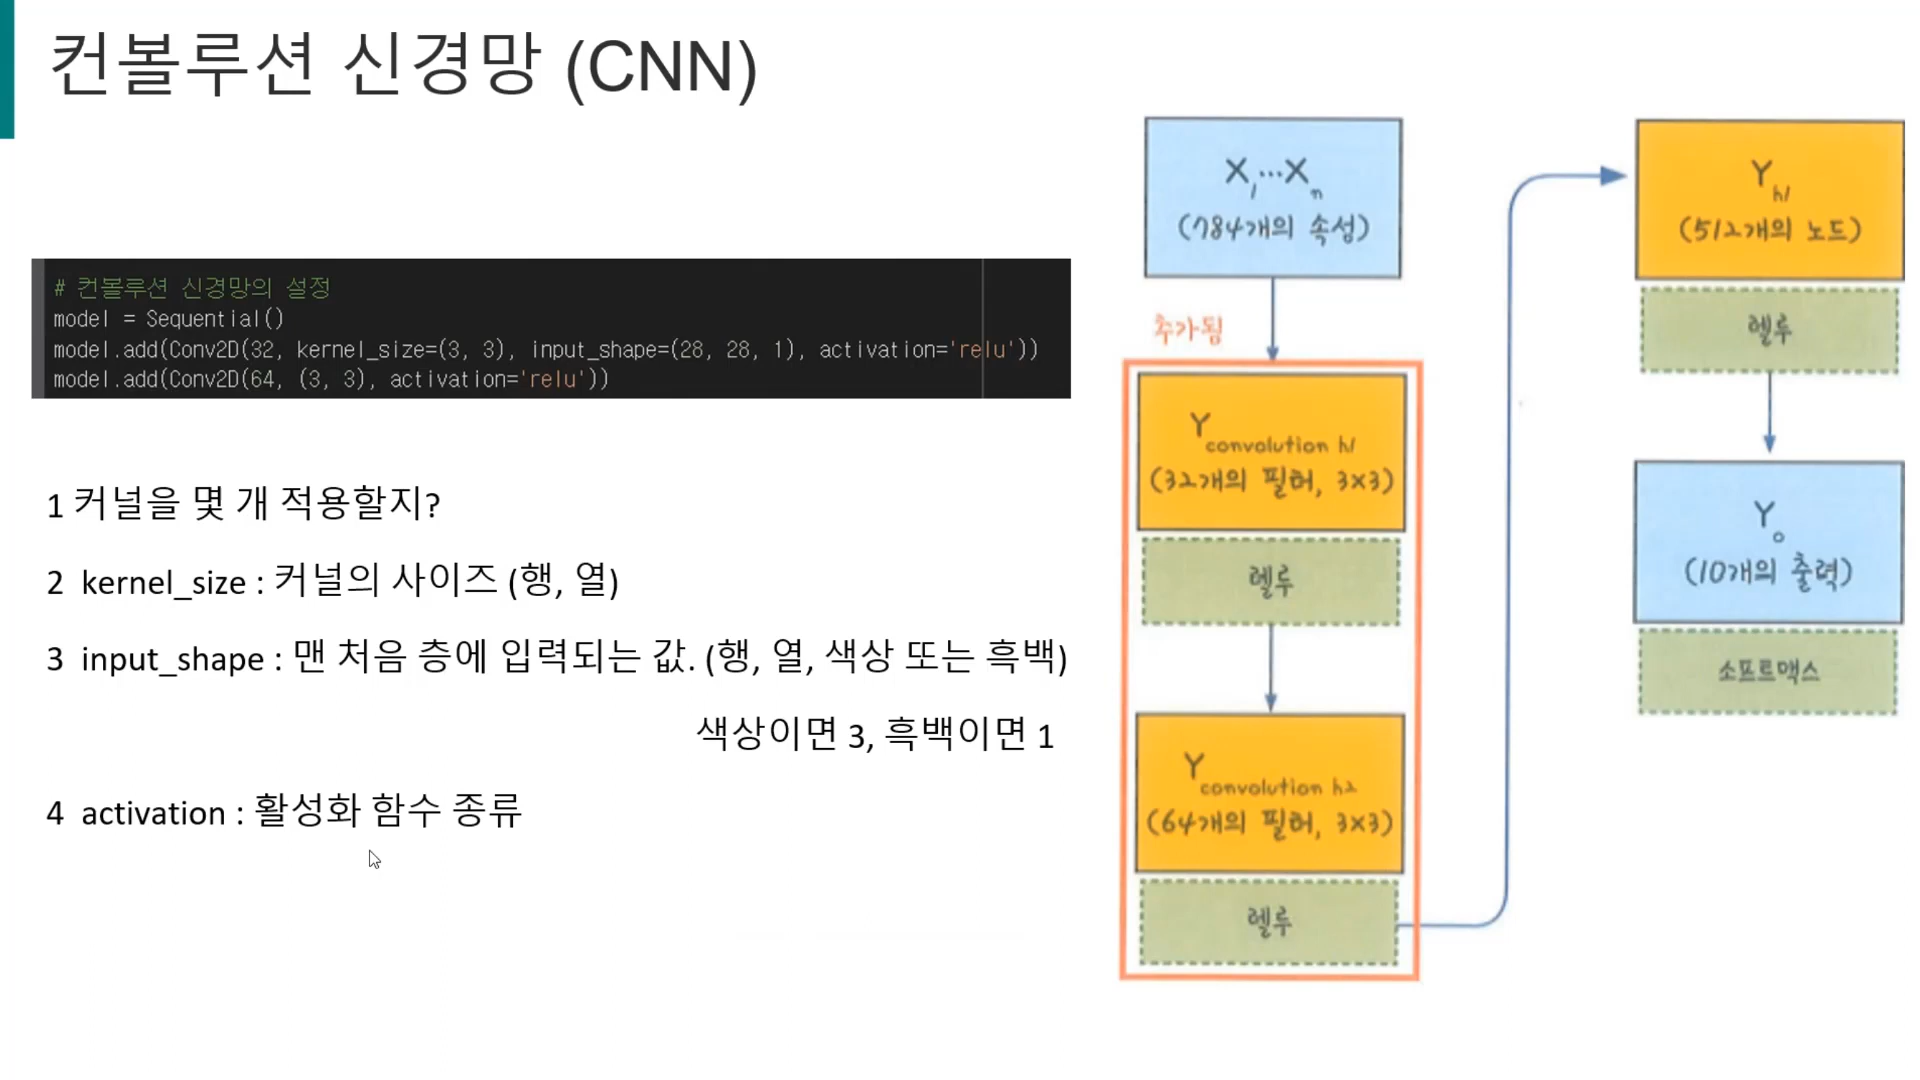 컨볼루션 신경망 (CNN)
# 컨볼루션 신경망의 설정
model = Sequential()
model.add(Conv2D(32, kernel_size=(3, 3), input_shape=(28, 28, 1), activation='relu'))
model.add(Conv2D(64, (3, 3), activation='relu'))
1 커널을 몇 개 적용할지?
2 kernel_size : 커널의 사이즈 (행, 열)
3 input_shape : 맨 처음 층에 입력되는 값. (행, 열, 색상 또는 흑백)
색상이면 3, 흑백이면 1
4 activation : 활성화 함수 종류
X₁...Xₙ
(784개의 속성)
추가됨
Y convolution h1
(32개의 필터, 3×3)
렐루
Y convolution h2
(64개의 필터, 3×3)
렐루
Y h1
(512개의 노드)
렐루
Y o
(10개의 출력)
소프트맥스